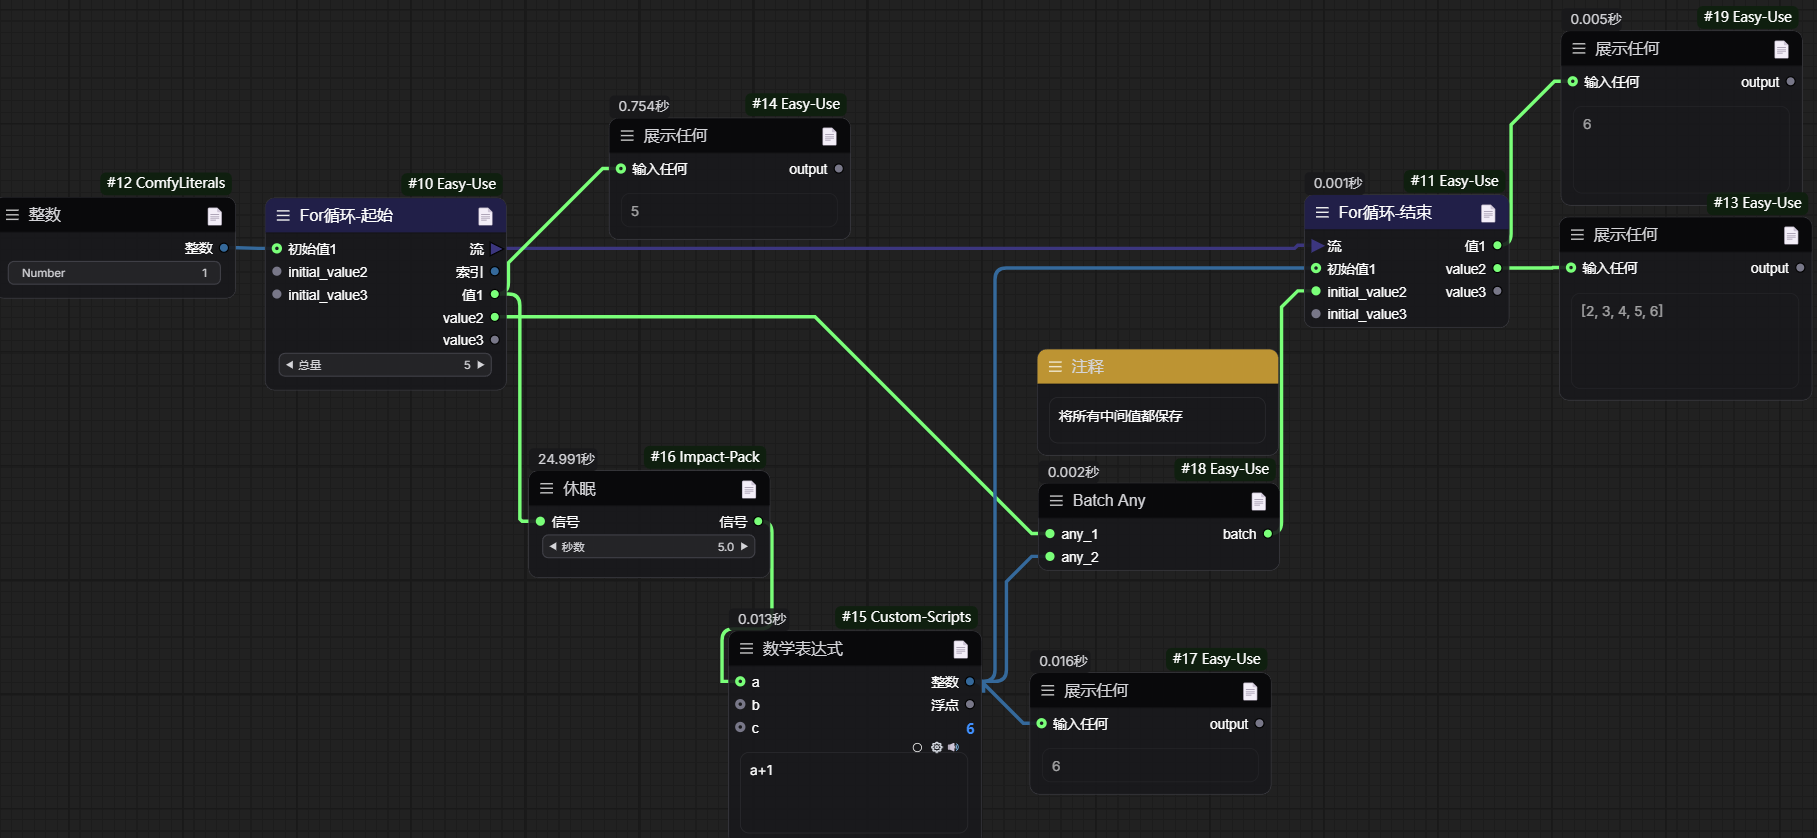 #12 ComfyLiterals
整数
整数
Number 1
#10 Easy-Use
For循环-起始
初始值1 流
initial_value2 索引
initial_value3 值1
value2
value3
总量 5
0.754秒 #14 Easy-Use
展示任何
输入任何 output
5
24.991秒 #16 Impact-Pack
休眠
信号 信号
秒数 5.0
0.013秒 #15 Custom-Scripts
数学表达式
a 整数
b 浮点
c 6
a+1
注释
将所有中间值都保存
0.002秒 #18 Easy-Use
Batch Any
any_1 batch
any_2
0.016秒 #17 Easy-Use
展示任何
输入任何 output
6
0.001秒 #11 Easy-Use
For循环-结束
流 值1
初始值1 value2
initial_value2 value3
initial_value3
0.005秒 #19 Easy-Use
展示任何
输入任何 output
6
#13 Easy-Use
展示任何
输入任何 output
[2, 3, 4, 5, 6]